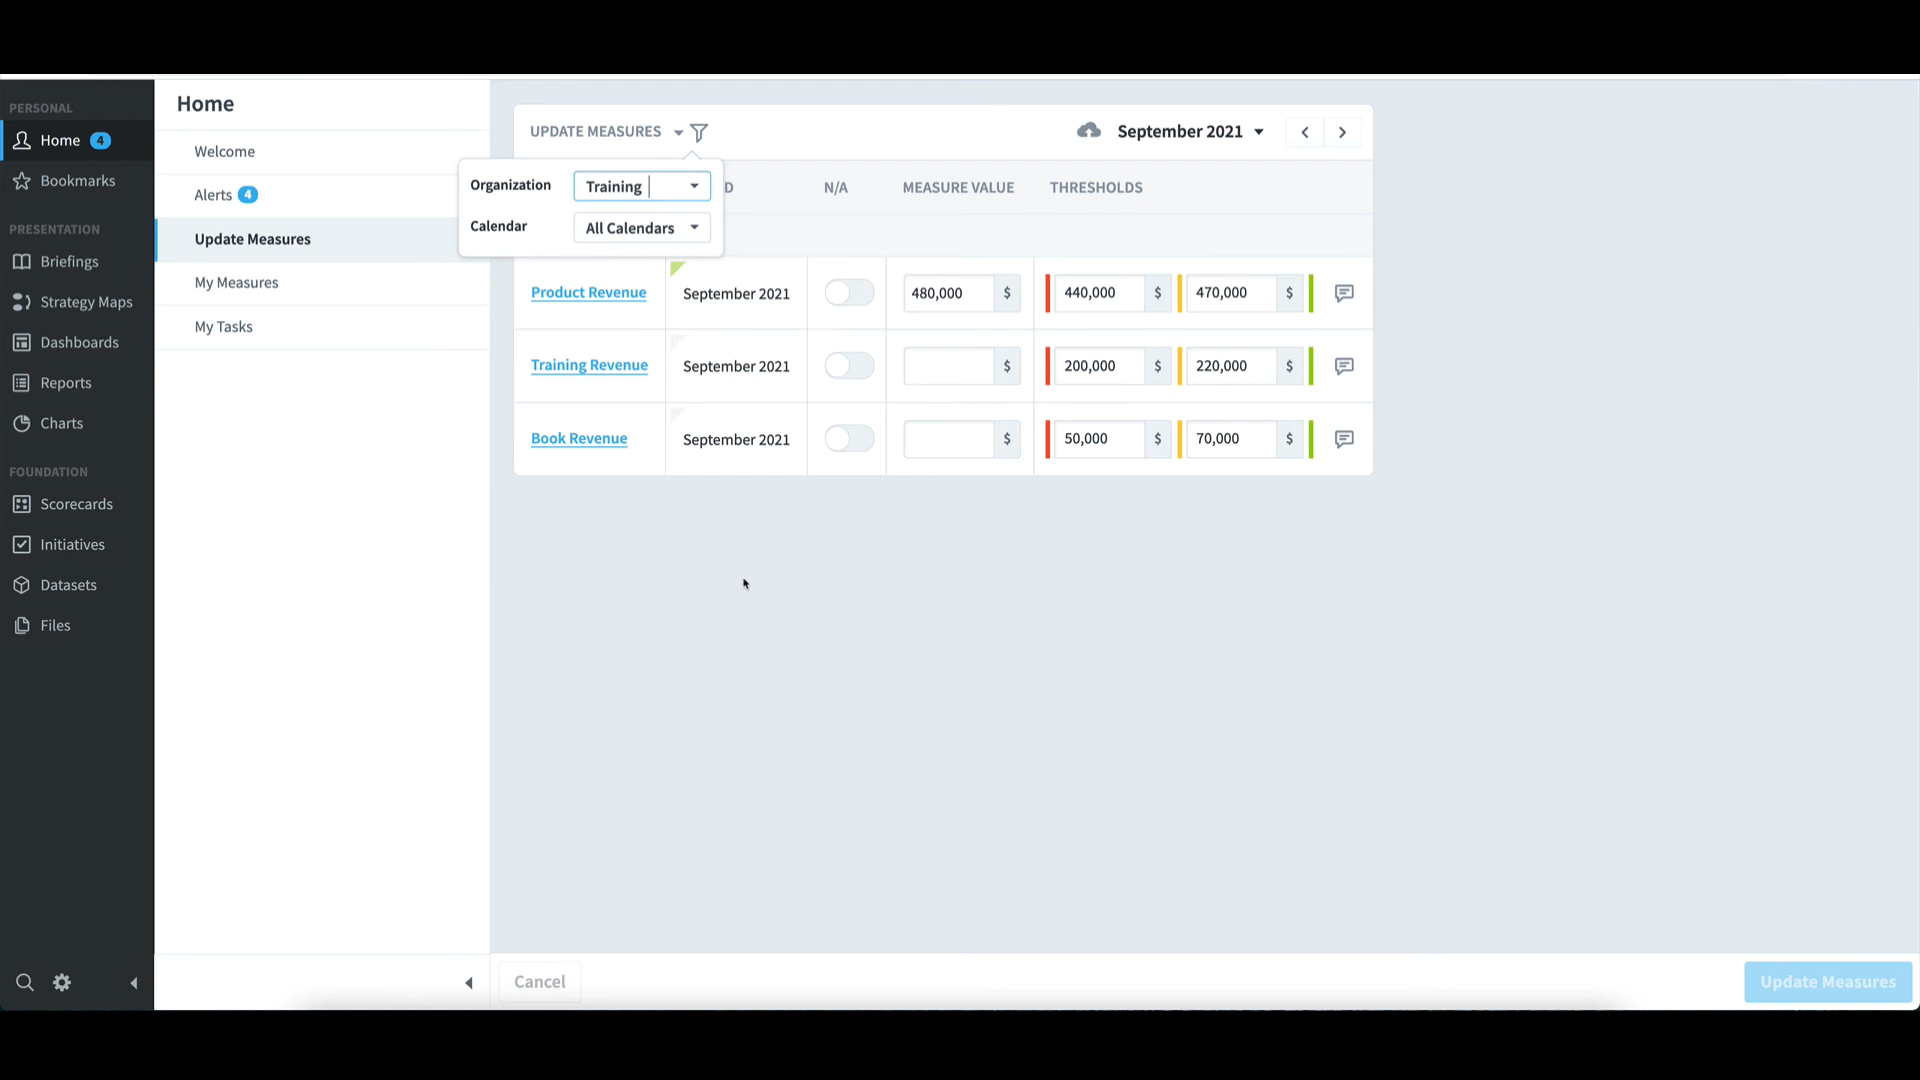 PERSONAL
Home 4
Bookmarks
PRESENTATION
Briefings
Strategy Maps
Dashboards
Reports
Charts
FOUNDATION
Scorecards
Initiatives
Datasets
Files
Home
Welcome
Alerts 4
Update Measures
My Measures
My Tasks
UPDATE MEASURES
September 2021
Organization Training
Calendar All Calendars
D N/A MEASURE VALUE THRESHOLDS
Product Revenue September 2021 480,000 $ 440,000 $ 470,000 $
Training Revenue September 2021 $ 200,000 $ 220,000 $
Book Revenue September 2021 $ 50,000 $ 70,000 $
Cancel
Update Measures